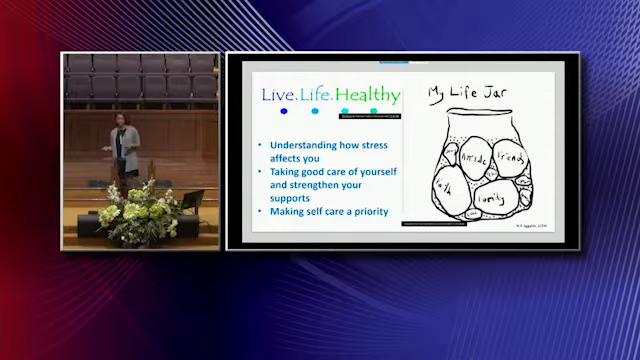 Live.Life.Healthy
My Life Jar
• Understanding how stress
affects you
• Taking good care of yourself
and strengthen your
supports
• Making self care a priority
Friends
Faith
Family